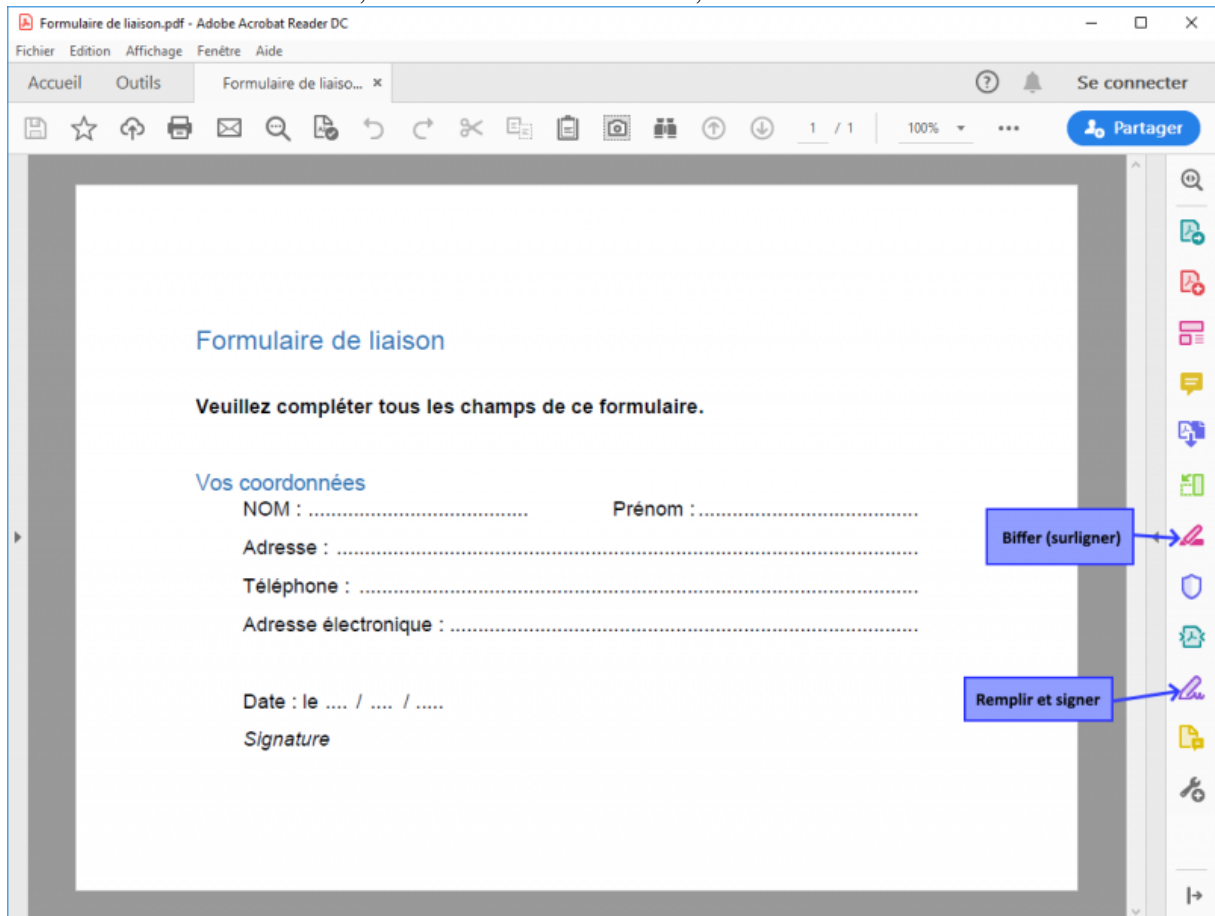 Formulaire de liaison.pdf - Adobe Acrobat Reader DC
Fichier Edition Affichage Fenêtre Aide
Accueil Outils Formulaire de liaiso... × Se connecter
1 / 1 100% Partager
Formulaire de liaison
Veuillez compléter tous les champs de ce formulaire.
Vos coordonnées
NOM : ...................................... Prénom :......................................
Adresse : ....................................................................................................
Téléphone : ................................................................................................
Adresse électronique : .................................................................................
Biffer (surligner)
Date : le .... / .... / .....
Remplir et signer
Signature